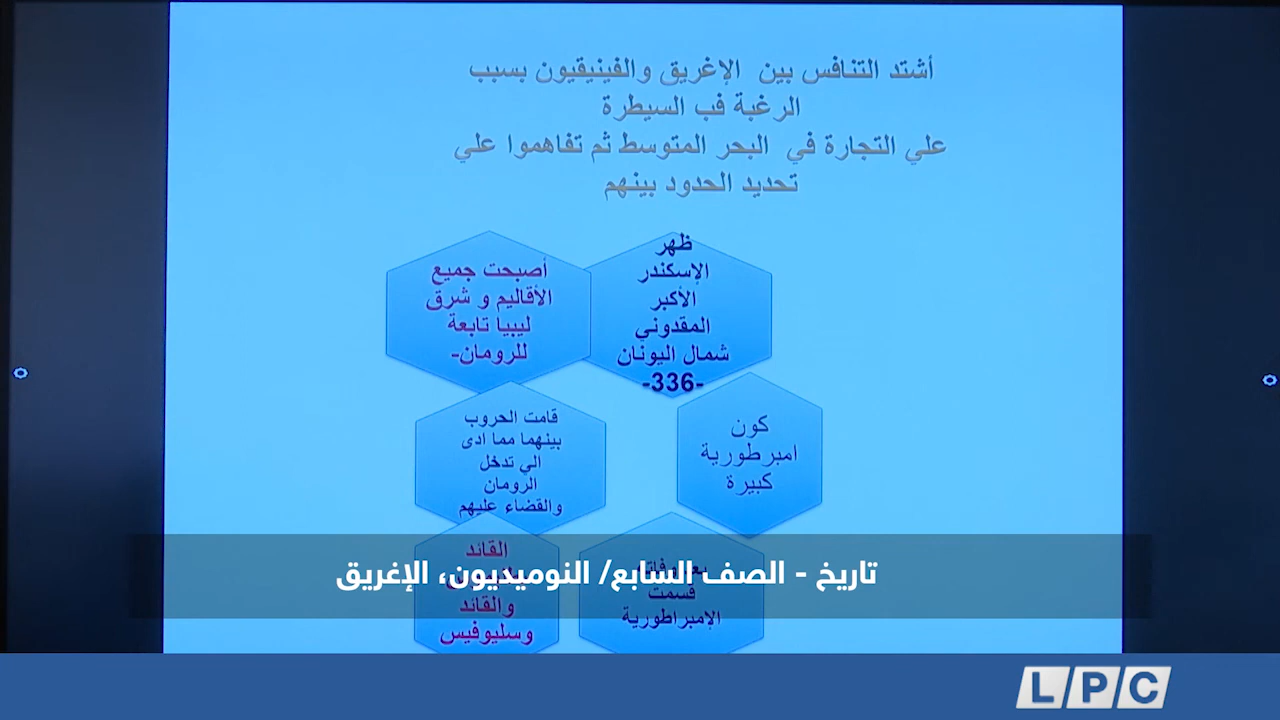 أشتد التنافس بين الإغريق والفينيقيون بسبب
الرغبة فب السيطرة
علي التجارة في البحر المتوسط ثم تفاهموا علي
تحديد الحدود بينهم
ظهر
الإسكندر
الأكبر
المقدوني
شمال اليونان
-336-
أصبحت جميع
الأقاليم و شرق
ليبيا تابعة
للرومان-
كون
امبرطورية
كبيرة
قامت الحروب
بينهما مما ادى
الي تدخل
الرومان
والقضاء عليهم
قسمت
الإمبراطورية
القائد
والقائد
وسليوفيس
تاريخ - الصف السابع/ النوميديون، الإغريق
LPC